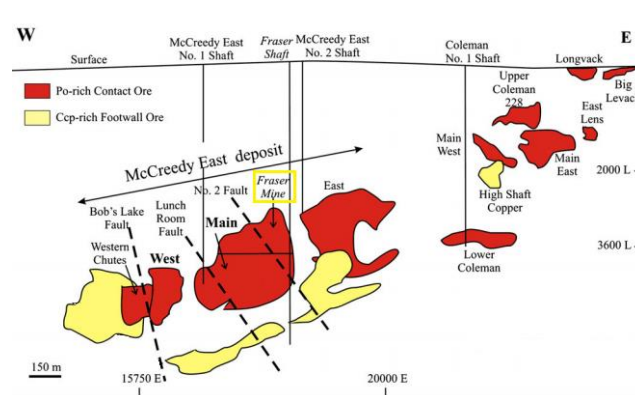 W
E
McCreedy East
No. 1 Shaft
Fraser
Shaft
McCreedy East
No. 2 Shaft
Coleman
No. 1 Shaft
Surface
Longvack
Po-rich Contact Ore
Ccp-rich Footwall Ore
Upper
Coleman
228
Big
Levack
East
Lens
McCreedy East deposit
Main
West
Main
East
2000 L
No. 2 Fault
Fraser
Mine
East
High Shaft
Copper
Lunch
Room
Fault
Bob's Lake
Fault
Main
Western
Chutes
West
3600 L
Lower
Coleman
150 m
15750 E
20000 E